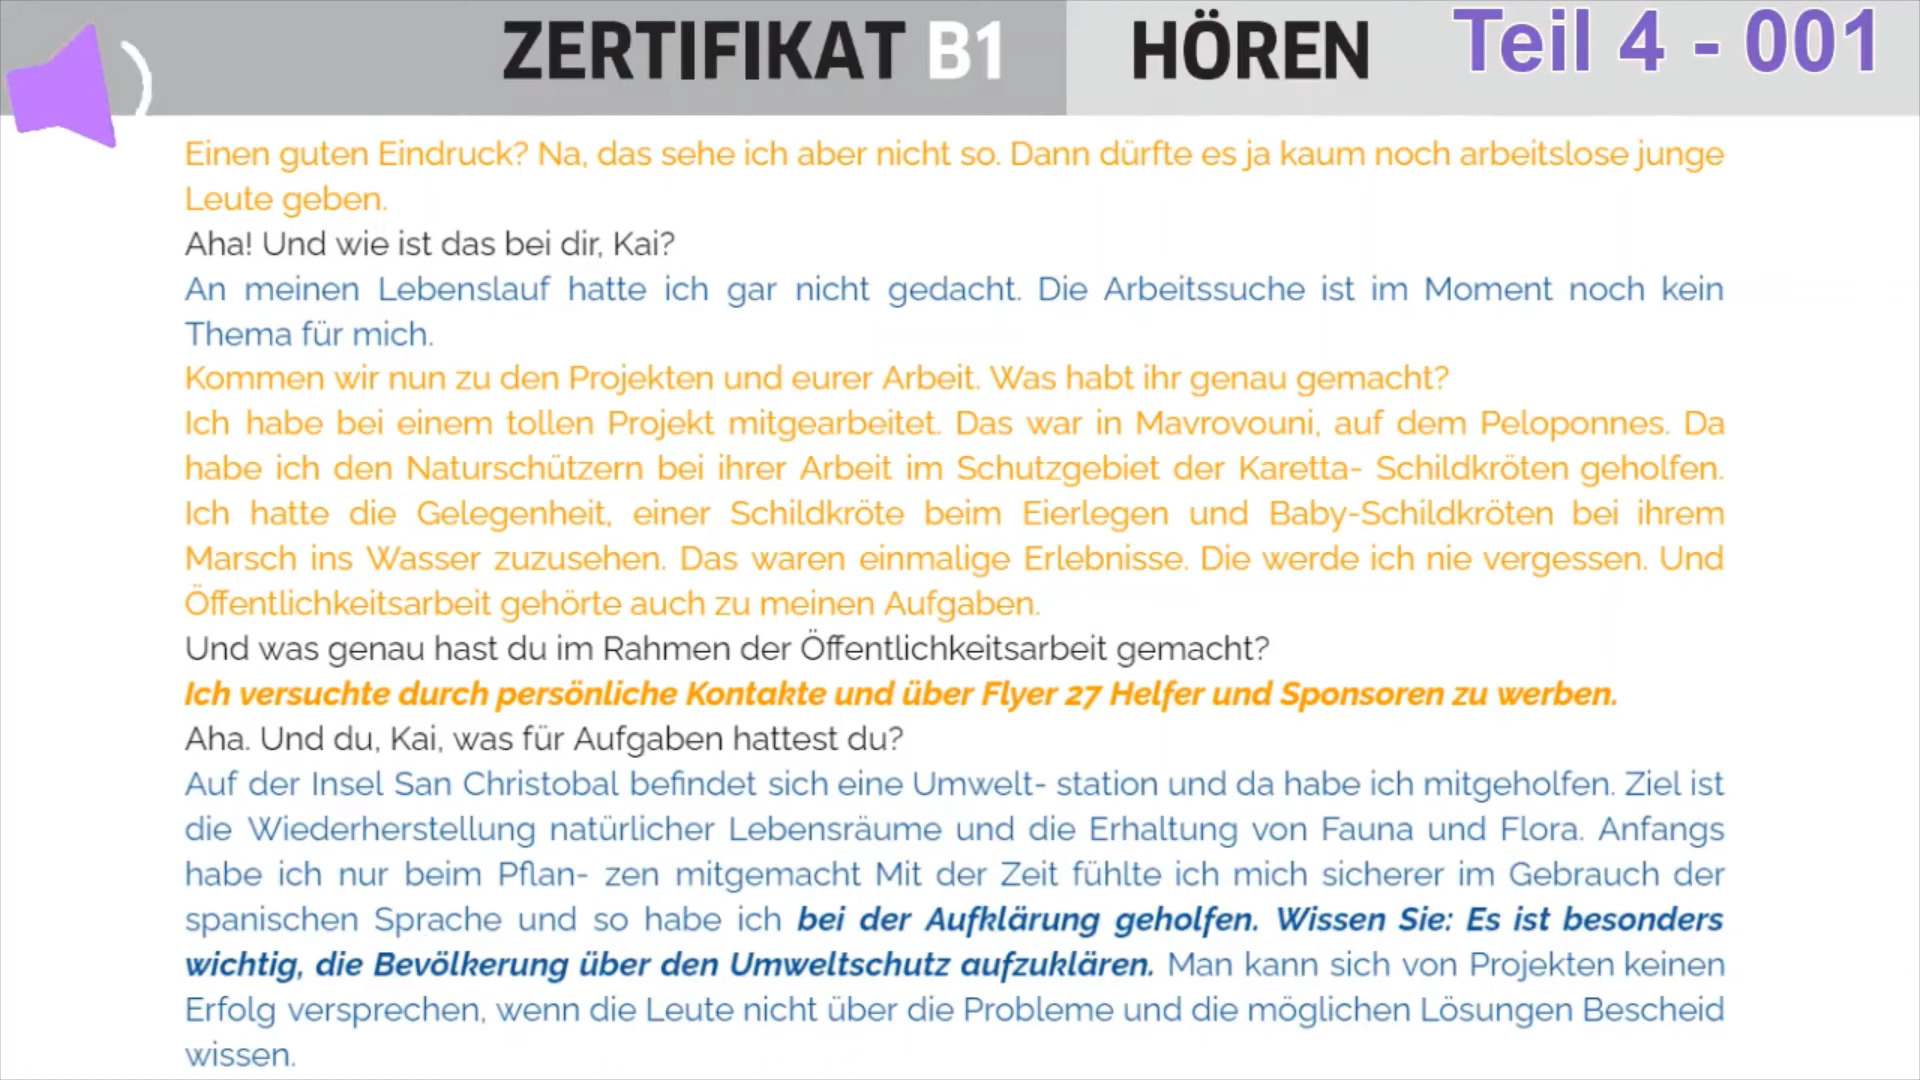 ZERTIFIKAT B1 HÖREN Teil 4 - 001
Einen guten Eindruck? Na, das sehe ich aber nicht so. Dann dürfte es ja kaum noch arbeitslose junge
Leute geben.
Aha! Und wie ist das bei dir, Kai?
An meinen Lebenslauf hatte ich gar nicht gedacht. Die Arbeitssuche ist im Moment noch kein
Thema für mich.
Kommen wir nun zu den Projekten und eurer Arbeit. Was habt ihr genau gemacht?
Ich habe bei einem tollen Projekt mitgearbeitet. Das war in Mavrovouni, auf dem Peloponnes. Da
habe ich den Naturschützern bei ihrer Arbeit im Schutzgebiet der Karetta- Schildkröten geholfen.
Ich hatte die Gelegenheit, einer Schildkröte beim Eierlegen und Baby-Schildkröten bei ihrem
Marsch ins Wasser zuzusehen. Das waren einmalige Erlebnisse. Die werde ich nie vergessen. Und
Öffentlichkeitsarbeit gehörte auch zu meinen Aufgaben.
Und was genau hast du im Rahmen der Öffentlichkeitsarbeit gemacht?
Ich versuchte durch persönliche Kontakte und über Flyer 27 Helfer und Sponsoren zu werben.
Aha. Und du, Kai, was für Aufgaben hattest du?
Auf der Insel San Christobal befindet sich eine Umwelt- station und da habe ich mitgeholfen. Ziel ist
die Wiederherstellung natürlicher Lebensräume und die Erhaltung von Fauna und Flora. Anfangs
habe ich nur beim Pflan- zen mitgemacht Mit der Zeit fühlte ich mich sicherer im Gebrauch der
spanischen Sprache und so habe ich bei der Aufklärung geholfen. Wissen Sie: Es ist besonders
wichtig, die Bevölkerung über den Umweltschutz aufzuklären. Man kann sich von Projekten keinen
Erfolg versprechen, wenn die Leute nicht über die Probleme und die möglichen Lösungen Bescheid
wissen.